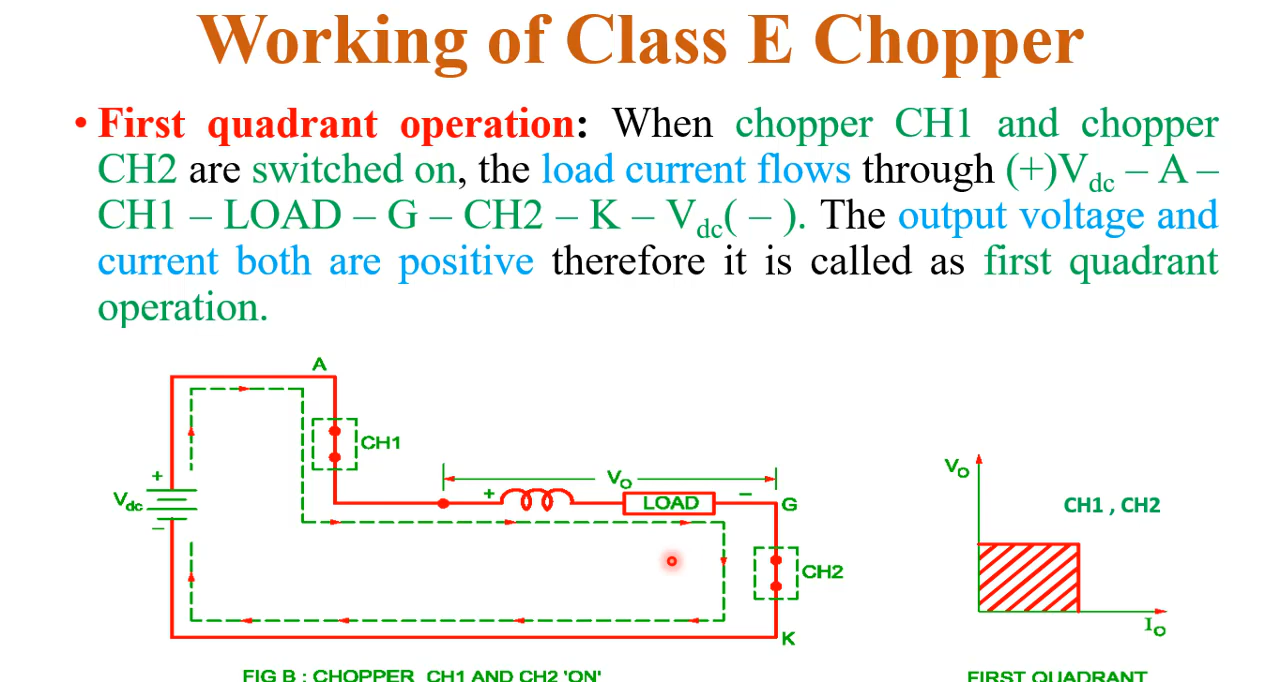 Working of Class E Chopper
• First quadrant operation: When chopper CH1 and chopper
CH2 are switched on, the load current flows through (+)Vdc – A –
CH1 – LOAD – G – CH2 – K – Vdc( – ). The output voltage and
current both are positive therefore it is called as first quadrant
operation.
A
CH1
+
Vdc
–
VO
+
LOAD
–
G
CH2
K
VO
CH1 , CH2
IO
FIG B : CHOPPER CH1 AND CH2 'ON'
FIRST QUADRANT